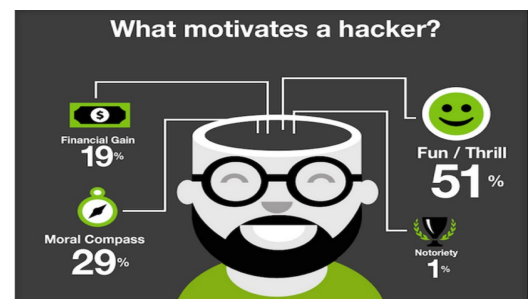 What motivates a hacker?
$
Financial Gain
19%
Moral Compass
29%
Fun / Thrill
51%
Notoriety
1%